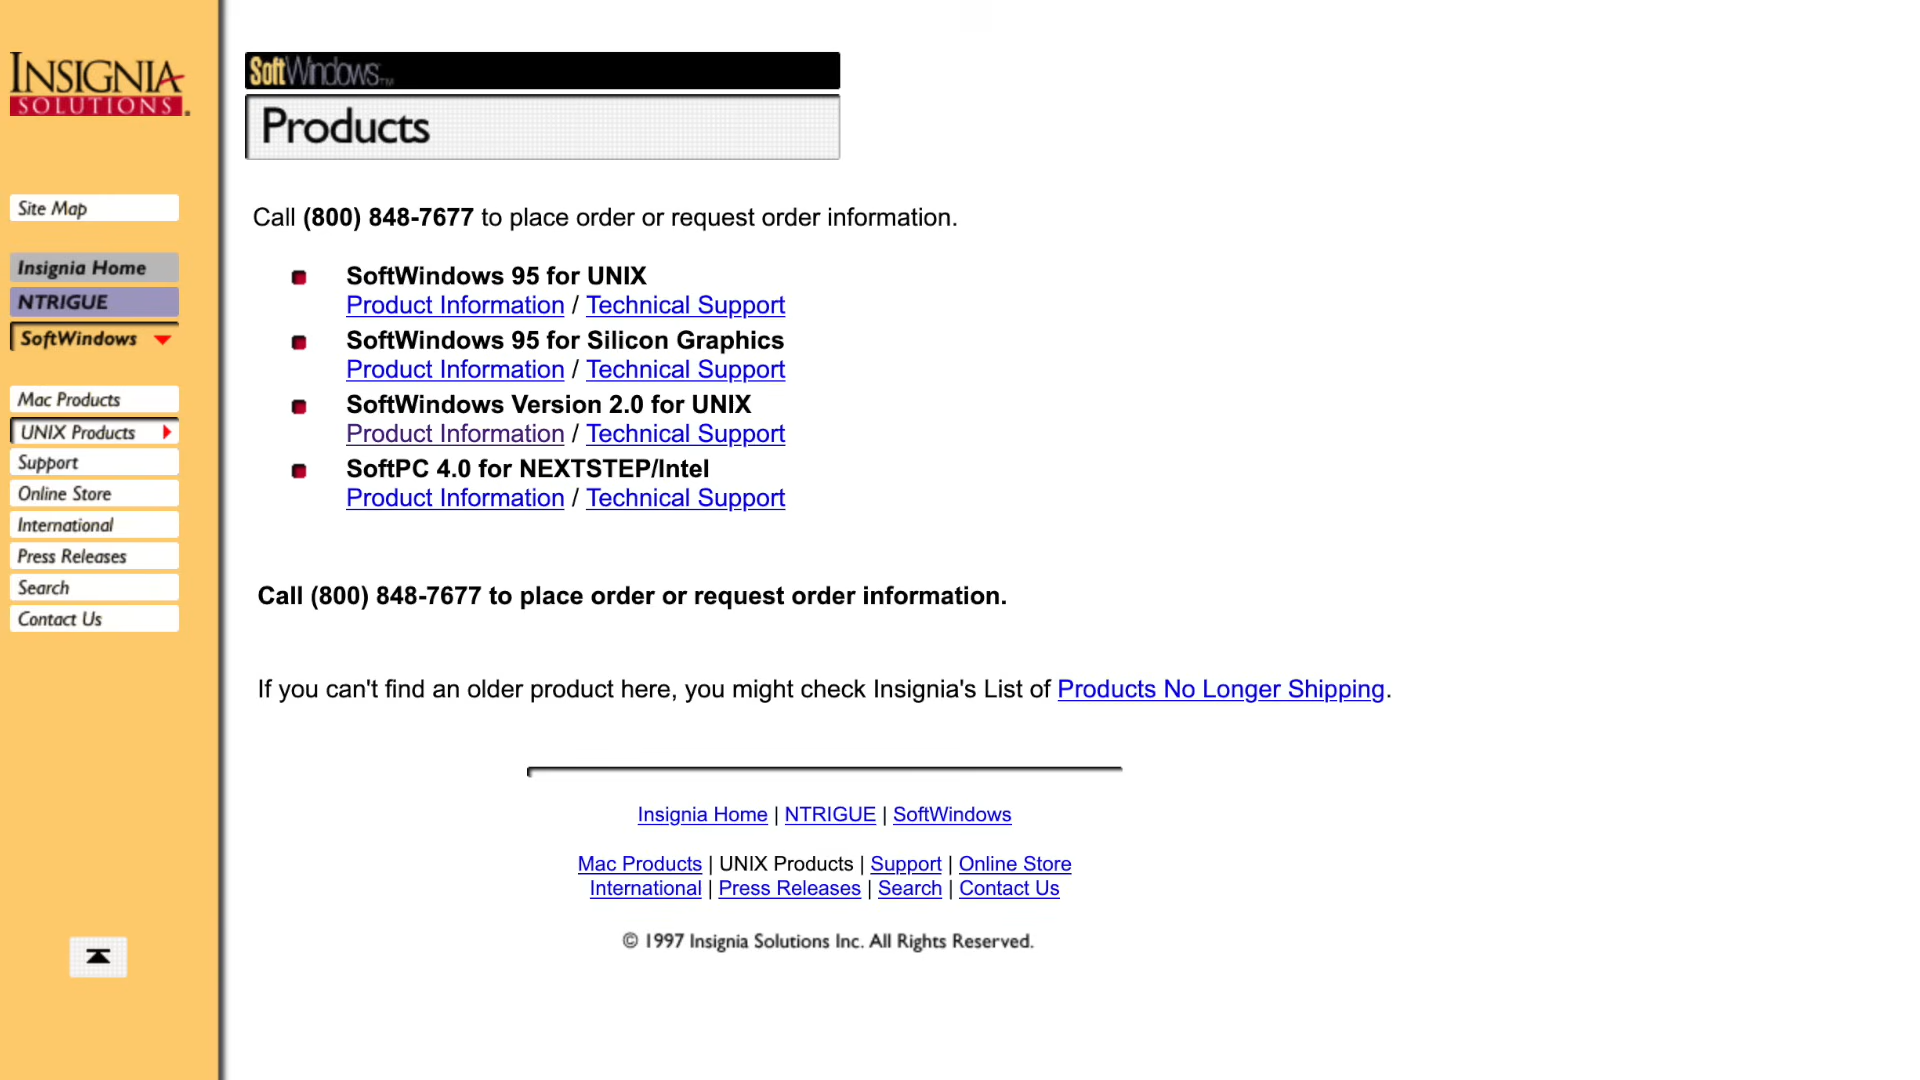 INSIGNIA
SOLUTIONS
SoftWindows™
Products
Site Map
Insignia Home
NTRIGUE
SoftWindows
Mac Products
UNIX Products
Support
Online Store
International
Press Releases
Search
Contact Us
Call (800) 848-7677 to place order or request order information.
SoftWindows 95 for UNIX
Product Information / Technical Support
SoftWindows 95 for Silicon Graphics
Product Information / Technical Support
SoftWindows Version 2.0 for UNIX
Product Information / Technical Support
SoftPC 4.0 for NEXTSTEP/Intel
Product Information / Technical Support
Call (800) 848-7677 to place order or request order information.
If you can't find an older product here, you might check Insignia's List of Products No Longer Shipping.
Insignia Home | NTRIGUE | SoftWindows
Mac Products | UNIX Products | Support | Online Store
International | Press Releases | Search | Contact Us
© 1997 Insignia Solutions Inc. All Rights Reserved.